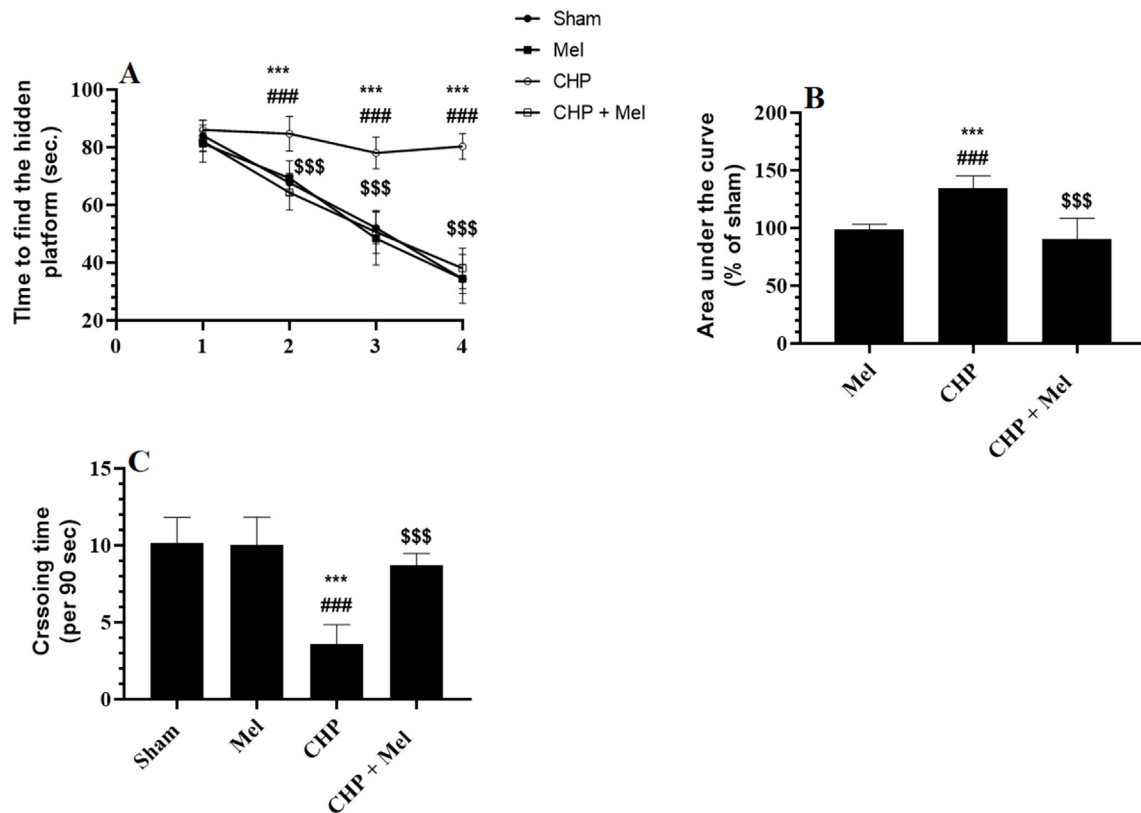 Sham
Mel
CHP
CHP + Mel
A
TIme to find the hidden
platform (sec.)
100
80
60
40
20
0
1
2
3
4
***
###
***
###
***
###
$$$
$$$
$$$
B
Area under the curve
(% of sham)
200
150
100
50
0
***
###
$$$
Mel
CHP
CHP + Mel
C
Crssoing time
(per 90 sec)
15
10
5
0
***
###
$$$
Sham
Mel
CHP
CHP + Mel